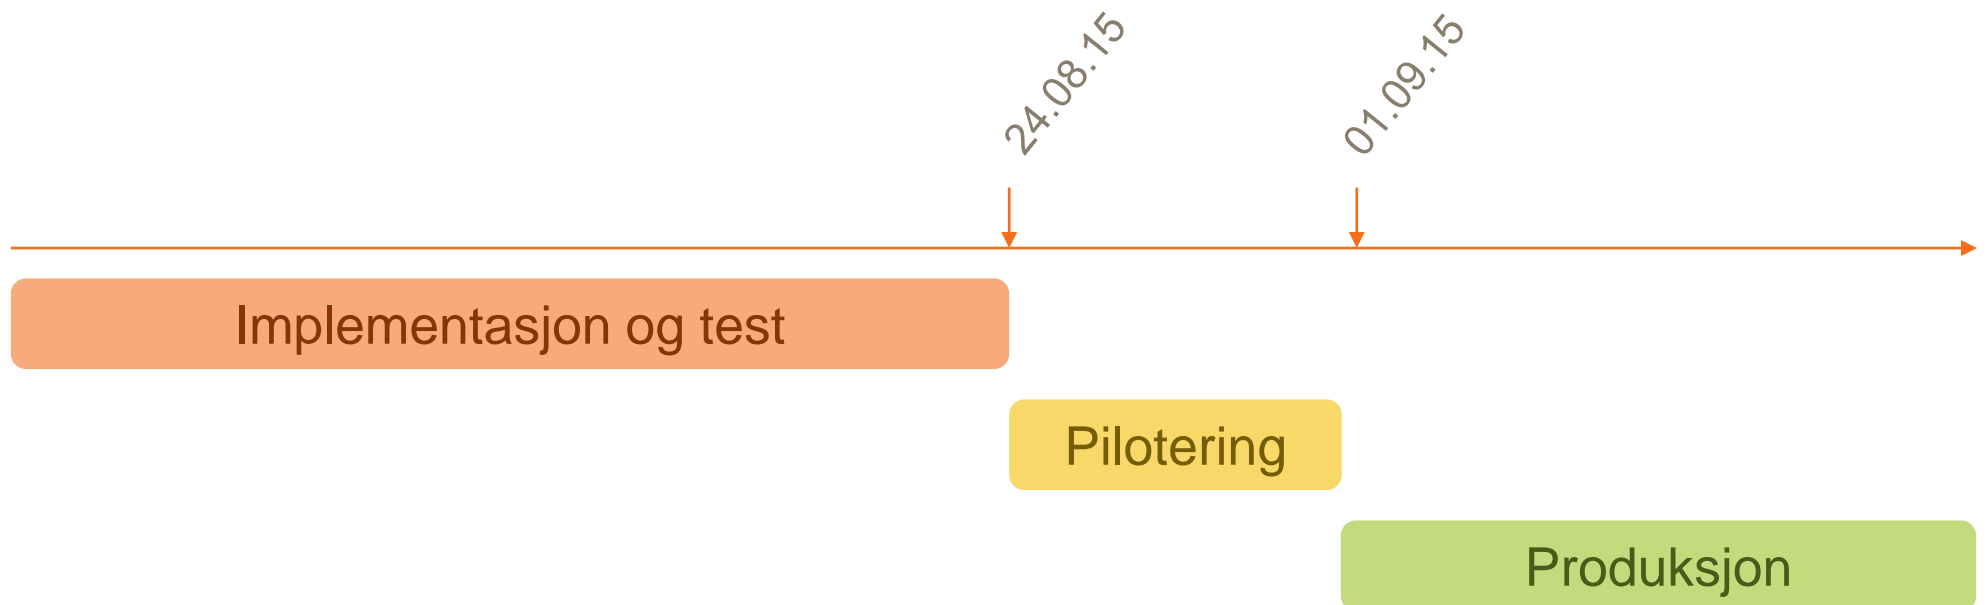 24.08.15
01.09.15
Implementasjon og test
Pilotering
Produksjon